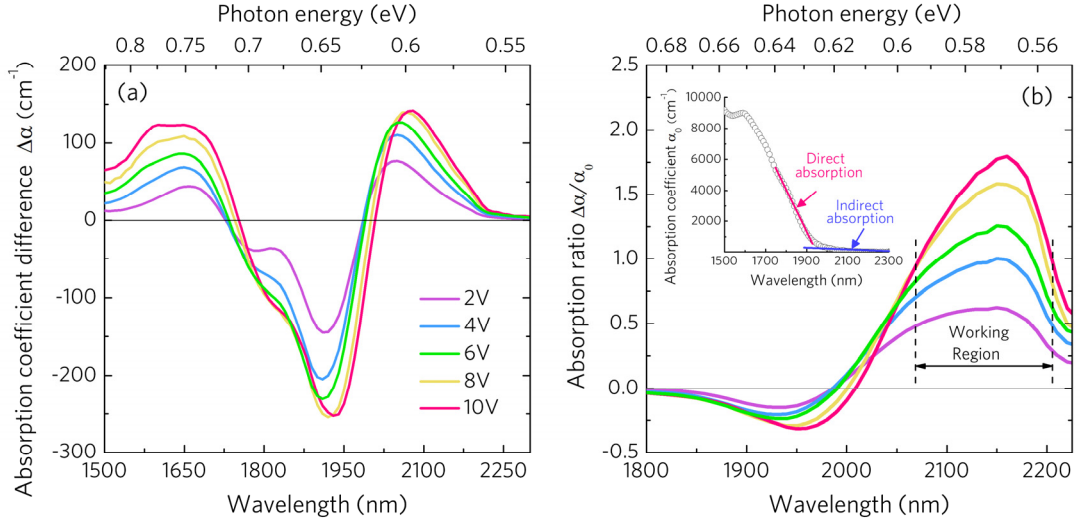 Photon energy (eV)
0.8 0.75 0.7 0.65 0.6 0.55
Absorption coefficient difference Δα (cm⁻¹)
200
100
0
-100
-200
-300
(a)
2V
4V
6V
8V
10V
1500 1650 1800 1950 2100 2250
Wavelength (nm)
Photon energy (eV)
0.68 0.66 0.64 0.62 0.6 0.58 0.56
Absorption ratio Δα/α₀
2.5
2.0
1.5
1.0
0.5
0.0
-0.5
(b)
Absorption coefficient α₀ (cm⁻¹)
10000
8000
6000
4000
2000
Direct
absorption
Indirect
absorption
1500 1700 1900 2100 2300
Wavelength (nm)
Working
Region
1800 1900 2000 2100 2200
Wavelength (nm)